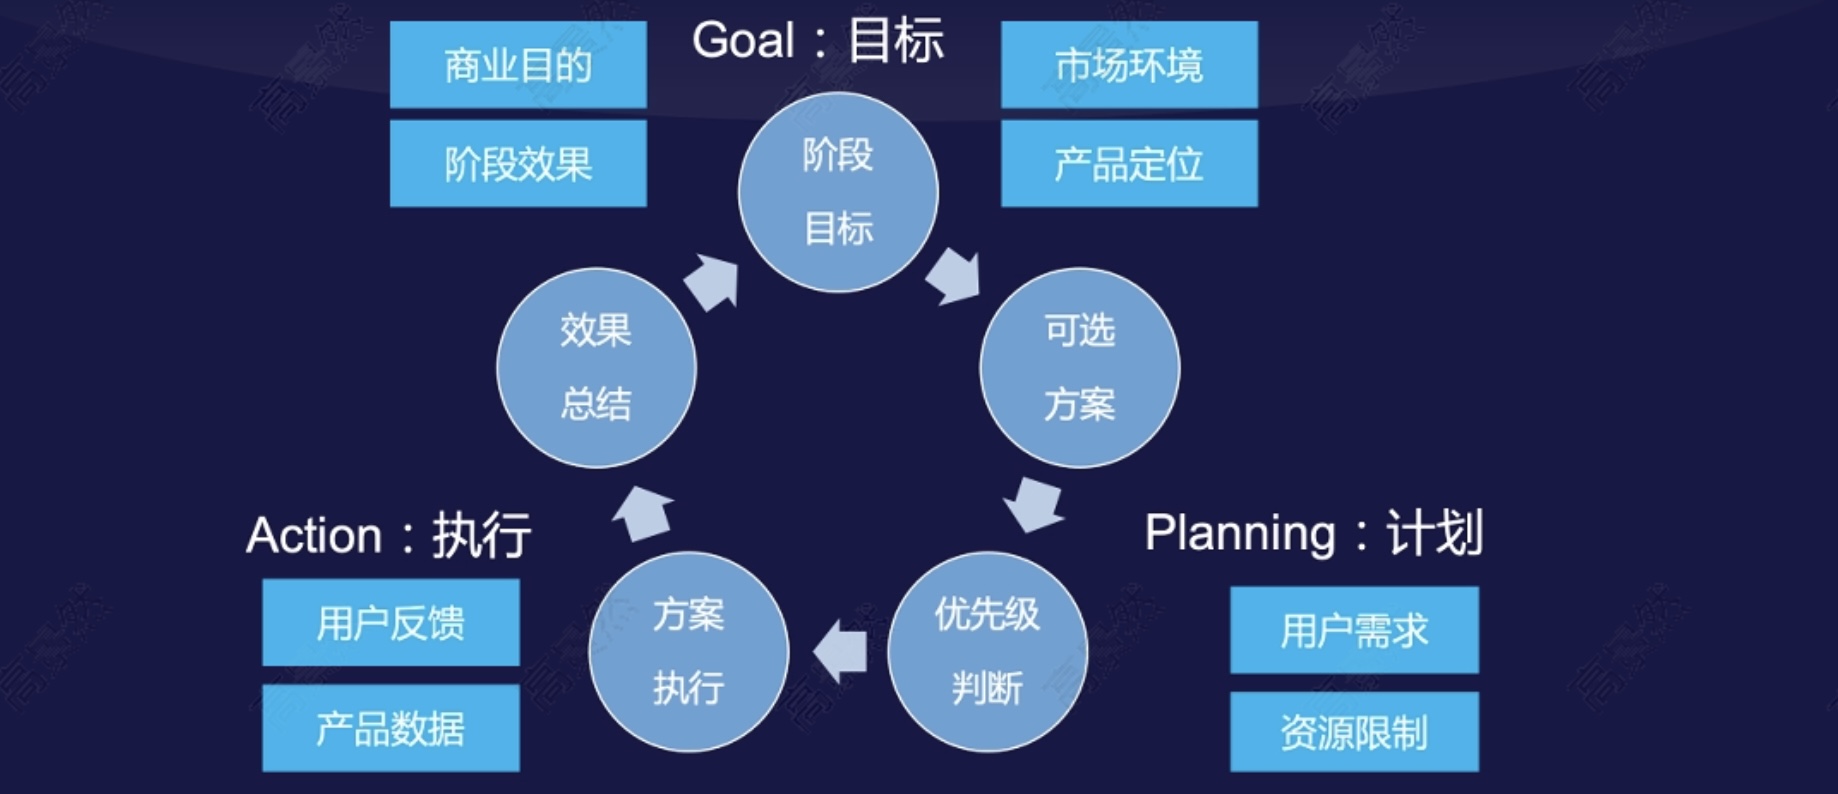 Goal：目标
商业目的
阶段效果
市场环境
产品定位
阶段
目标
可选
方案
优先级
判断
方案
执行
效果
总结
Planning：计划
用户需求
资源限制
Action：执行
用户反馈
产品数据